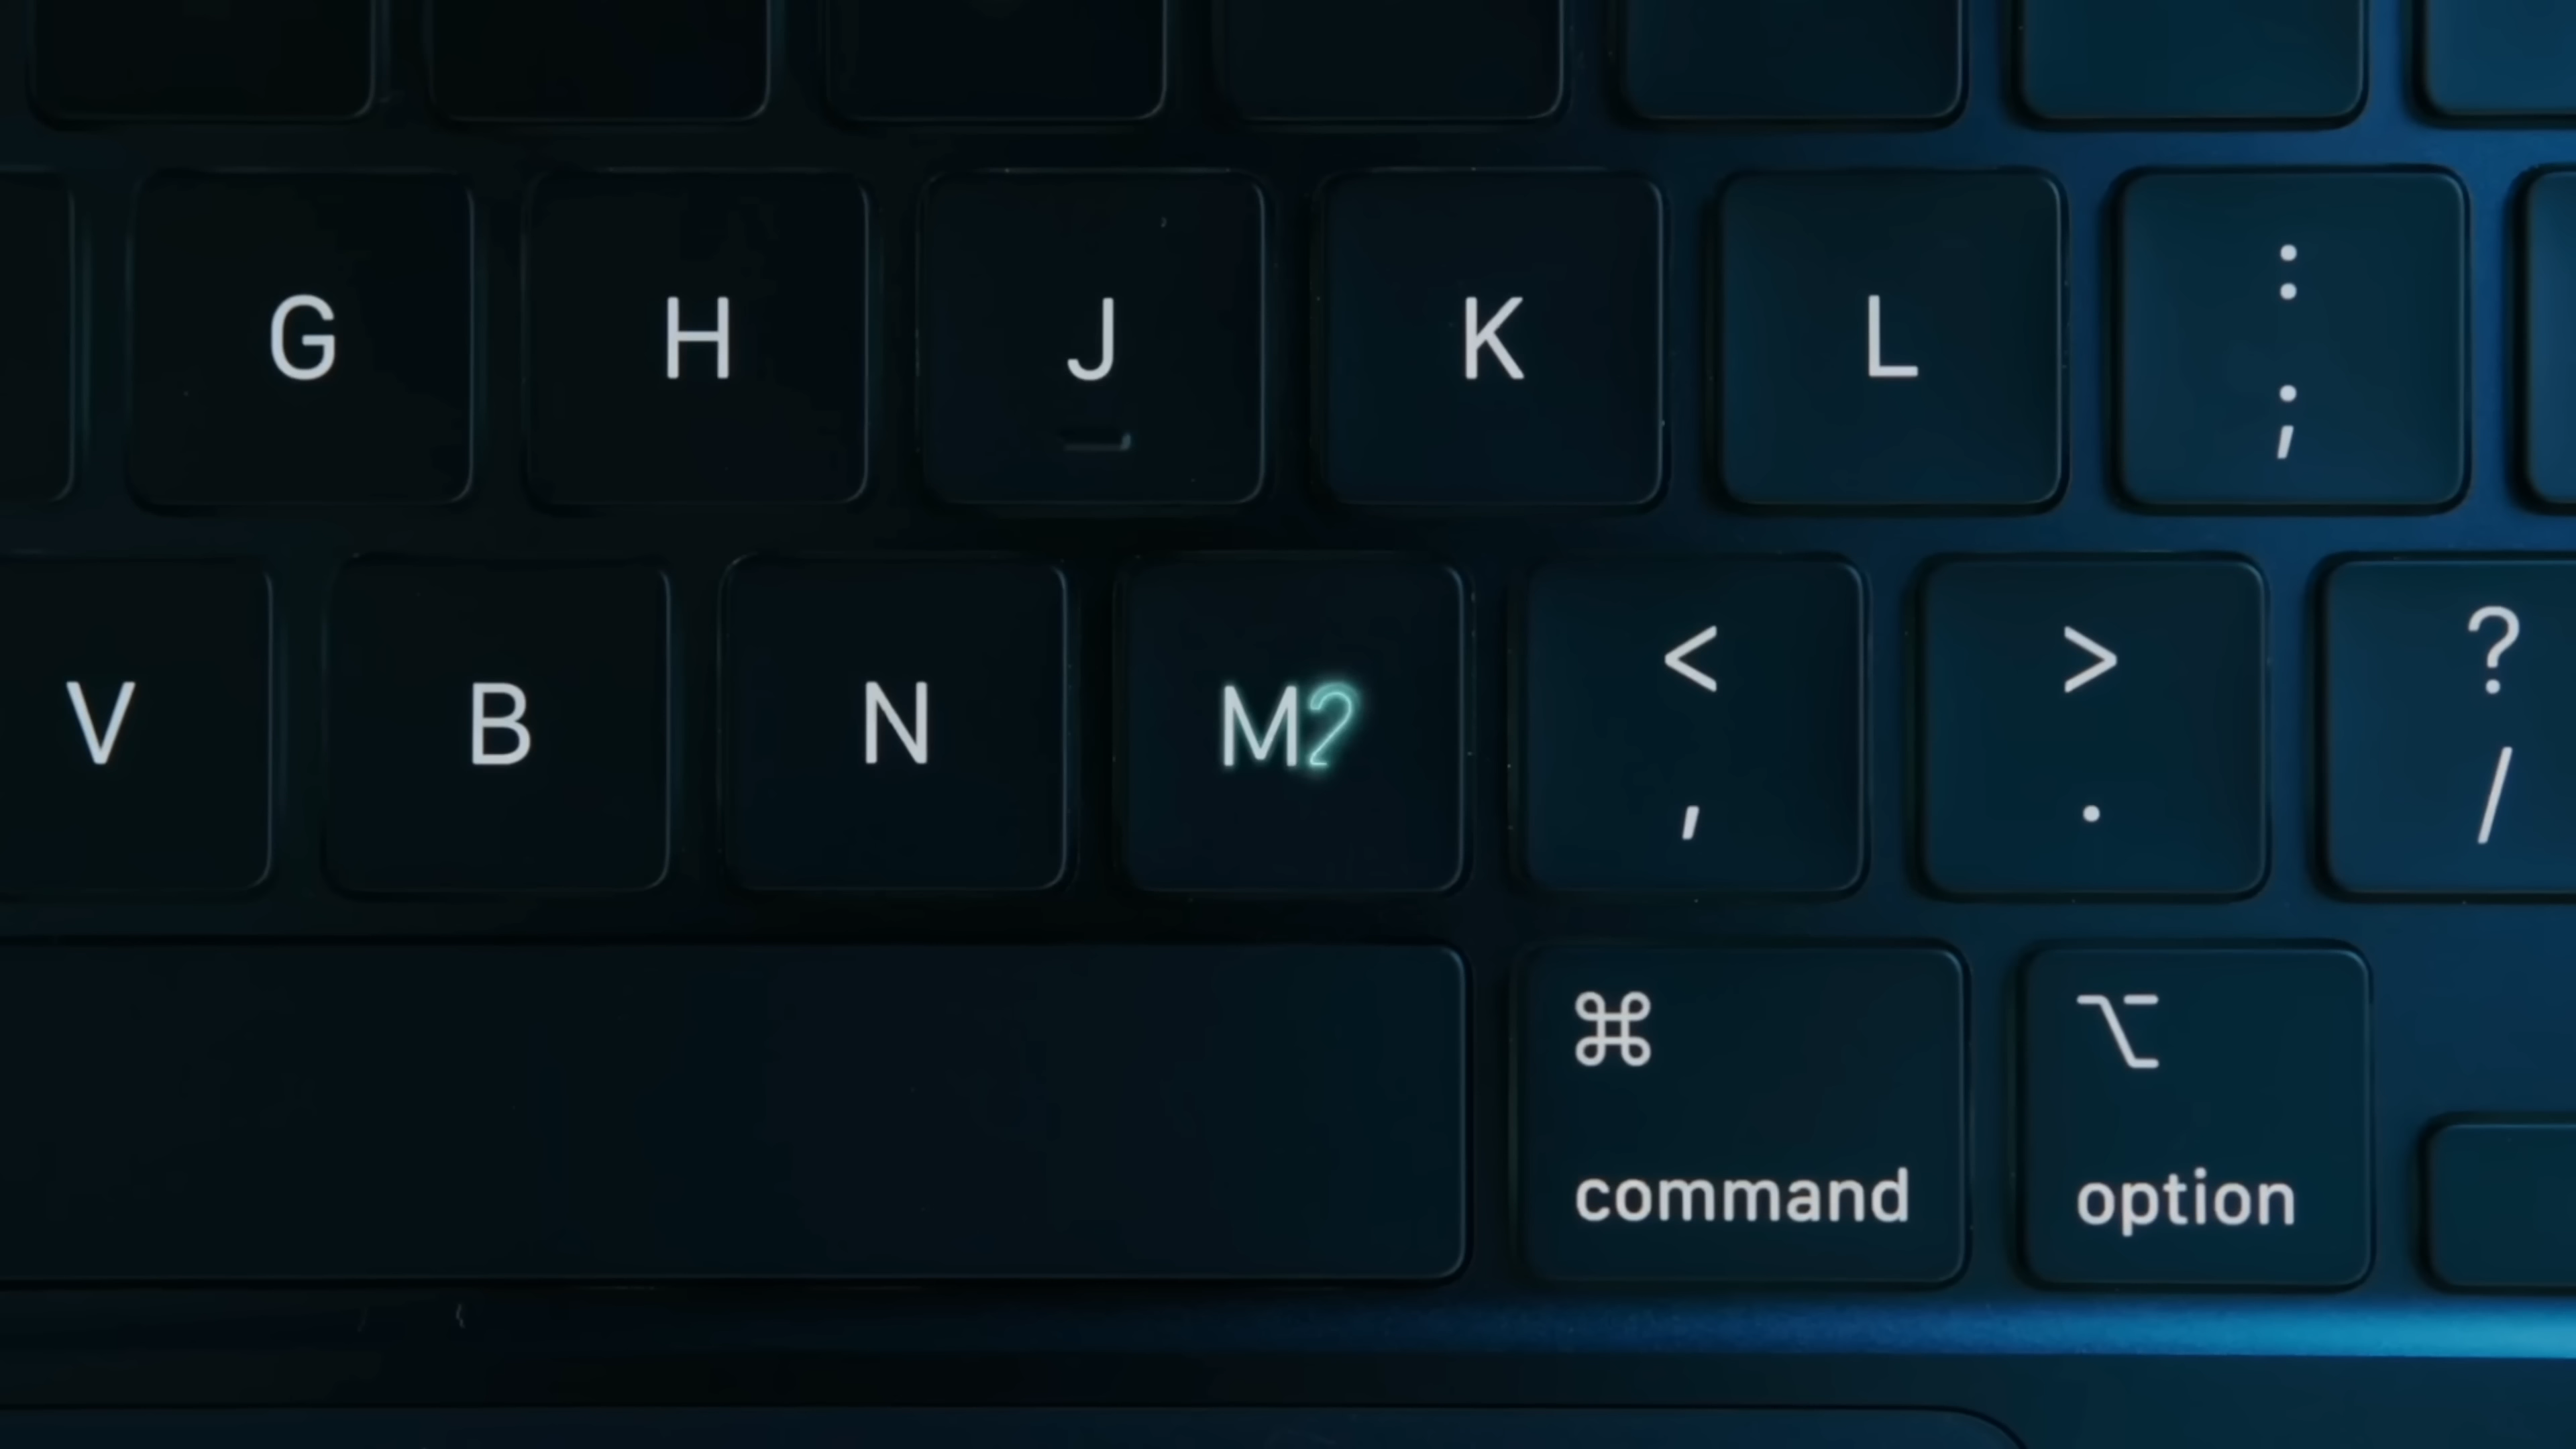 G H J K L :
;
V B N M2 < > ?
, . /
⌘ ⌥
command option